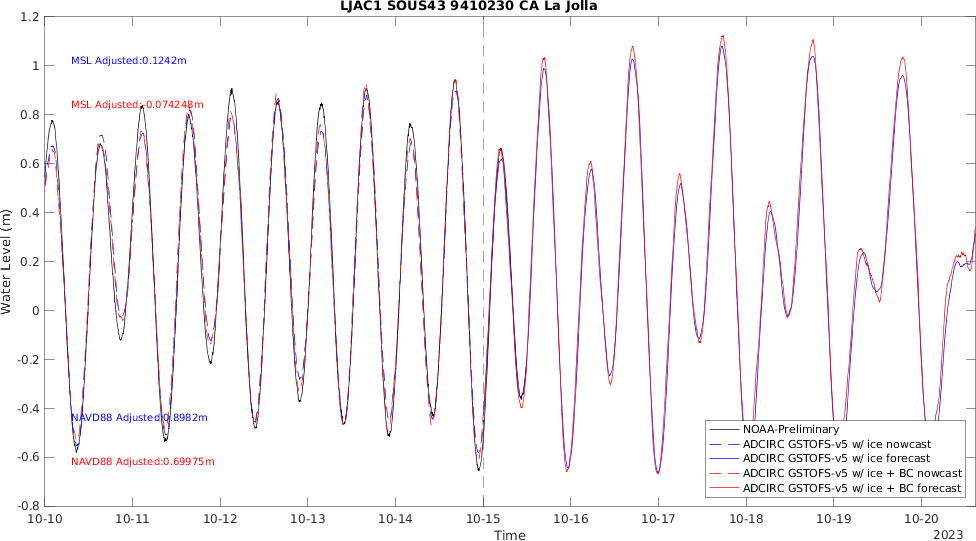 LJAC1 SOUS43 9410230 CA La Jolla
1.2
1
0.8
0.6
0.4
0.2
0
-0.2
-0.4
-0.6
-0.8
Water Level (m)
MSL Adjusted:0.1242m
MSL Adjusted:-0.074248m
NAVD88 Adjusted:0.8982m
NAVD88 Adjusted:0.69975m
NOAA-Preliminary
ADCIRC GSTOFS-v5 w/ ice nowcast
ADCIRC GSTOFS-v5 w/ ice forecast
ADCIRC GSTOFS-v5 w/ ice + BC nowcast
ADCIRC GSTOFS-v5 w/ ice + BC forecast
10-10 10-11 10-12 10-13 10-14 10-15 10-16 10-17 10-18 10-19 10-20
Time
2023